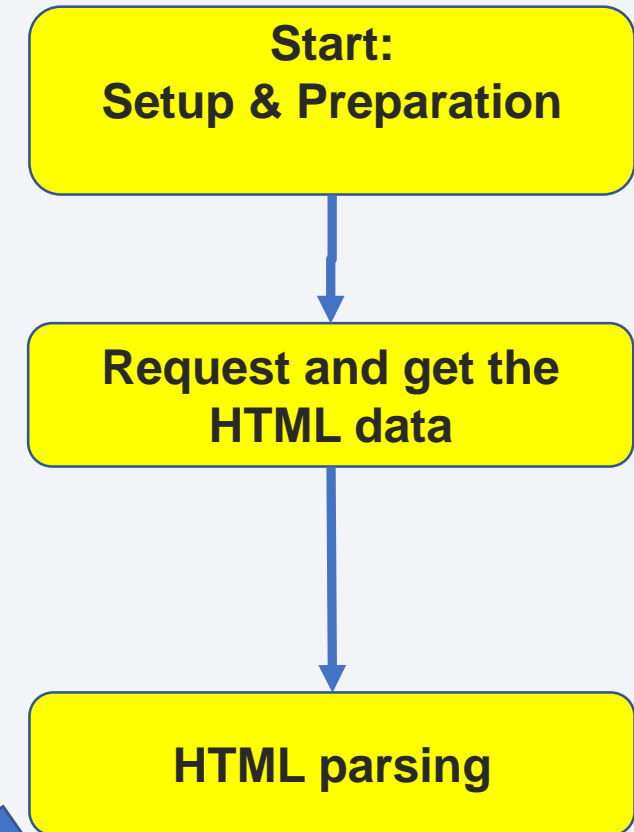 Start:
Setup & Preparation
Request and get the
HTML data
HTML parsing